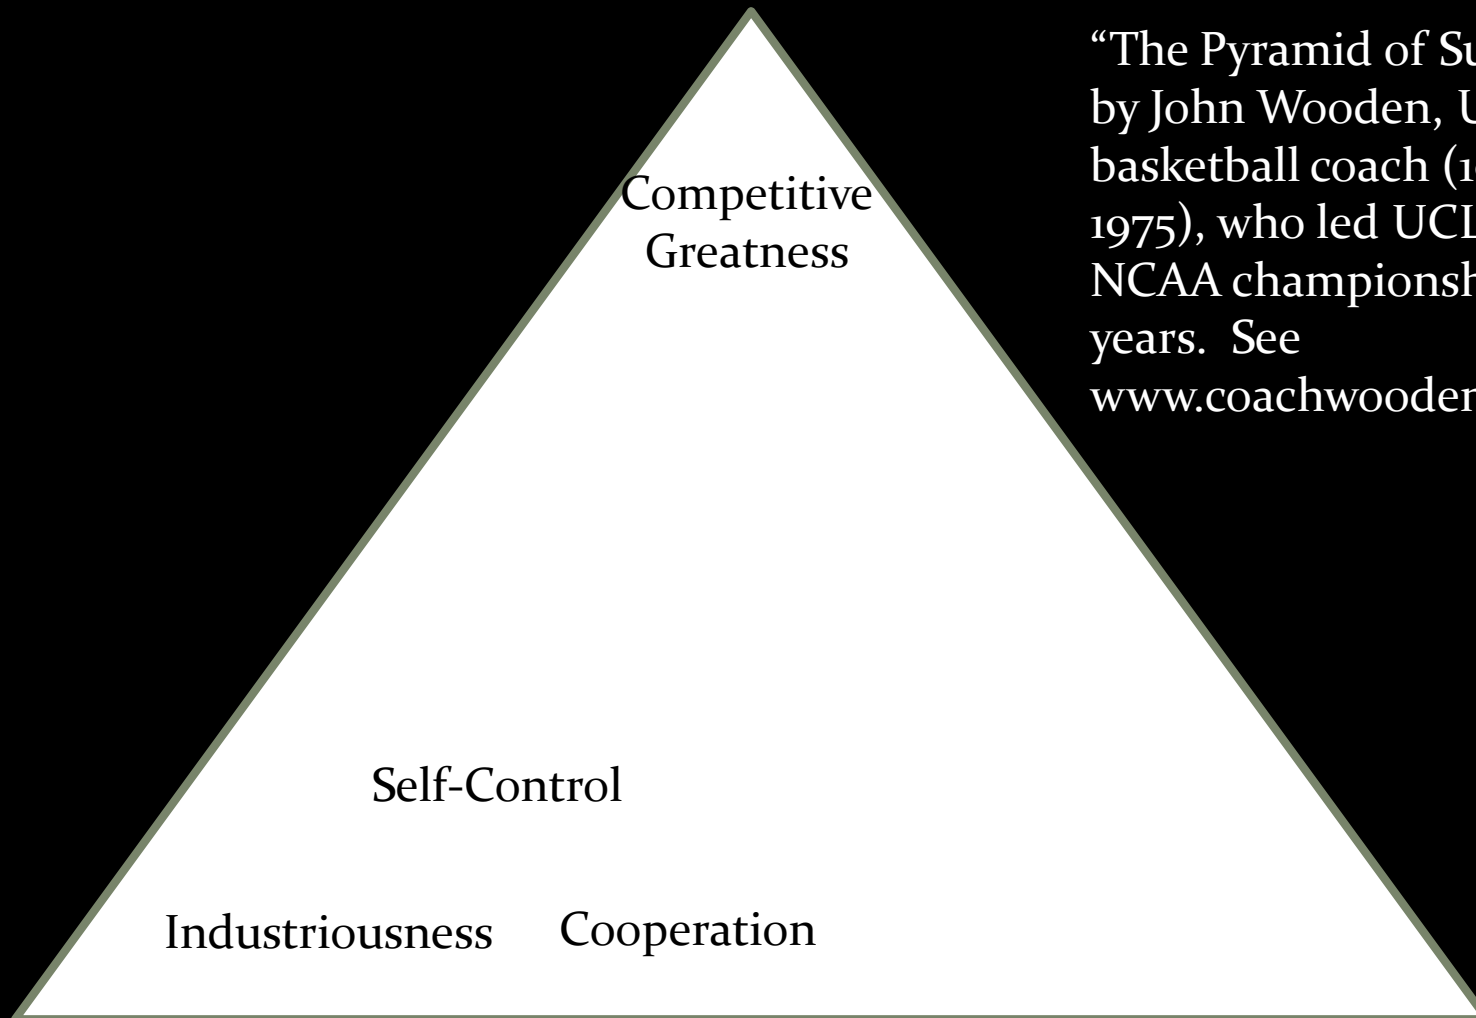 “The Pyramid of
by John Wooden,
basketball coach
1975), who led
NCAA
years.  See
Competitive
Greatness
Self-Control
Industriousness
Cooperation